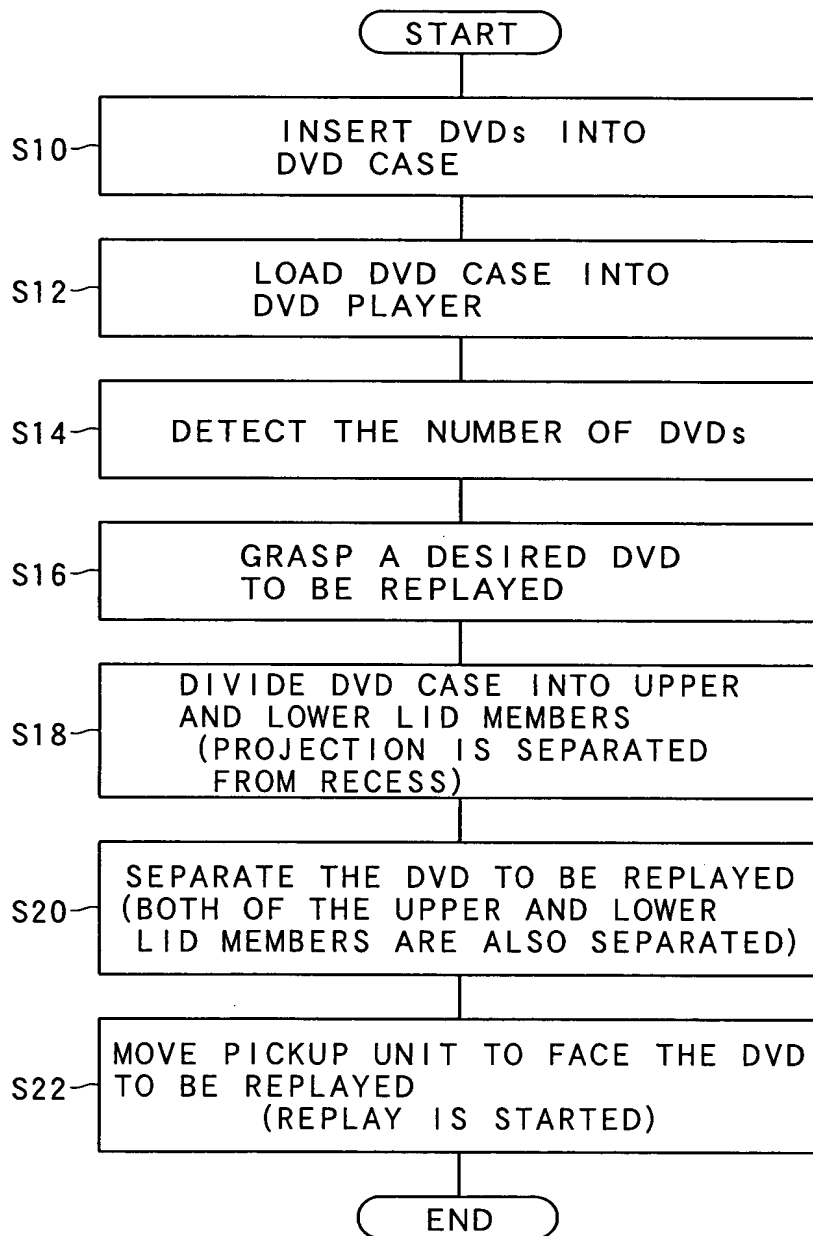 START
S10
INSERT DVDs INTO
DVD CASE
S12
LOAD DVD CASE INTO
DVD PLAYER
S14
DETECT THE NUMBER OF DVDs
S16
GRASP A DESIRED DVD
TO BE REPLAYED
S18
DIVIDE DVD CASE INTO UPPER
AND LOWER LID MEMBERS
(PROJECTION IS SEPARATED
FROM RECESS)
S20
SEPARATE THE DVD TO BE REPLAYED
(BOTH OF THE UPPER AND LOWER
LID MEMBERS ARE ALSO SEPARATED)
S22
MOVE PICKUP UNIT TO FACE THE DVD
TO BE REPLAYED
(REPLAY IS STARTED)
END